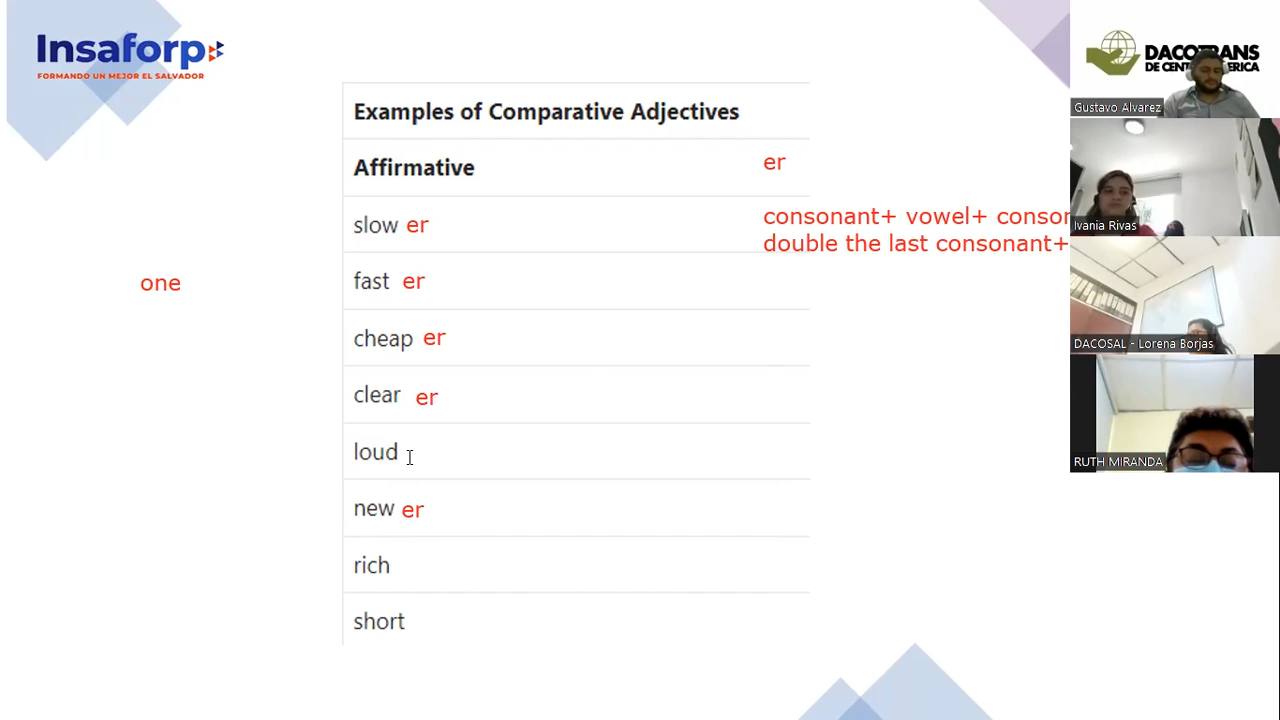 Insaforp
FORMANDO UN MEJOR EL SALVADOR
Examples of Comparative Adjectives
Affirmative
er
slow er
consonant+ vowel+
double the last consonant+
fast er
one
cheap er
clear er
loud
new er
rich
short
DACOTRANS
DE
Gustavo Alvarez
Ivania Rivas
DACOSAL - Lorena Borjas
RUTH MIRANDA